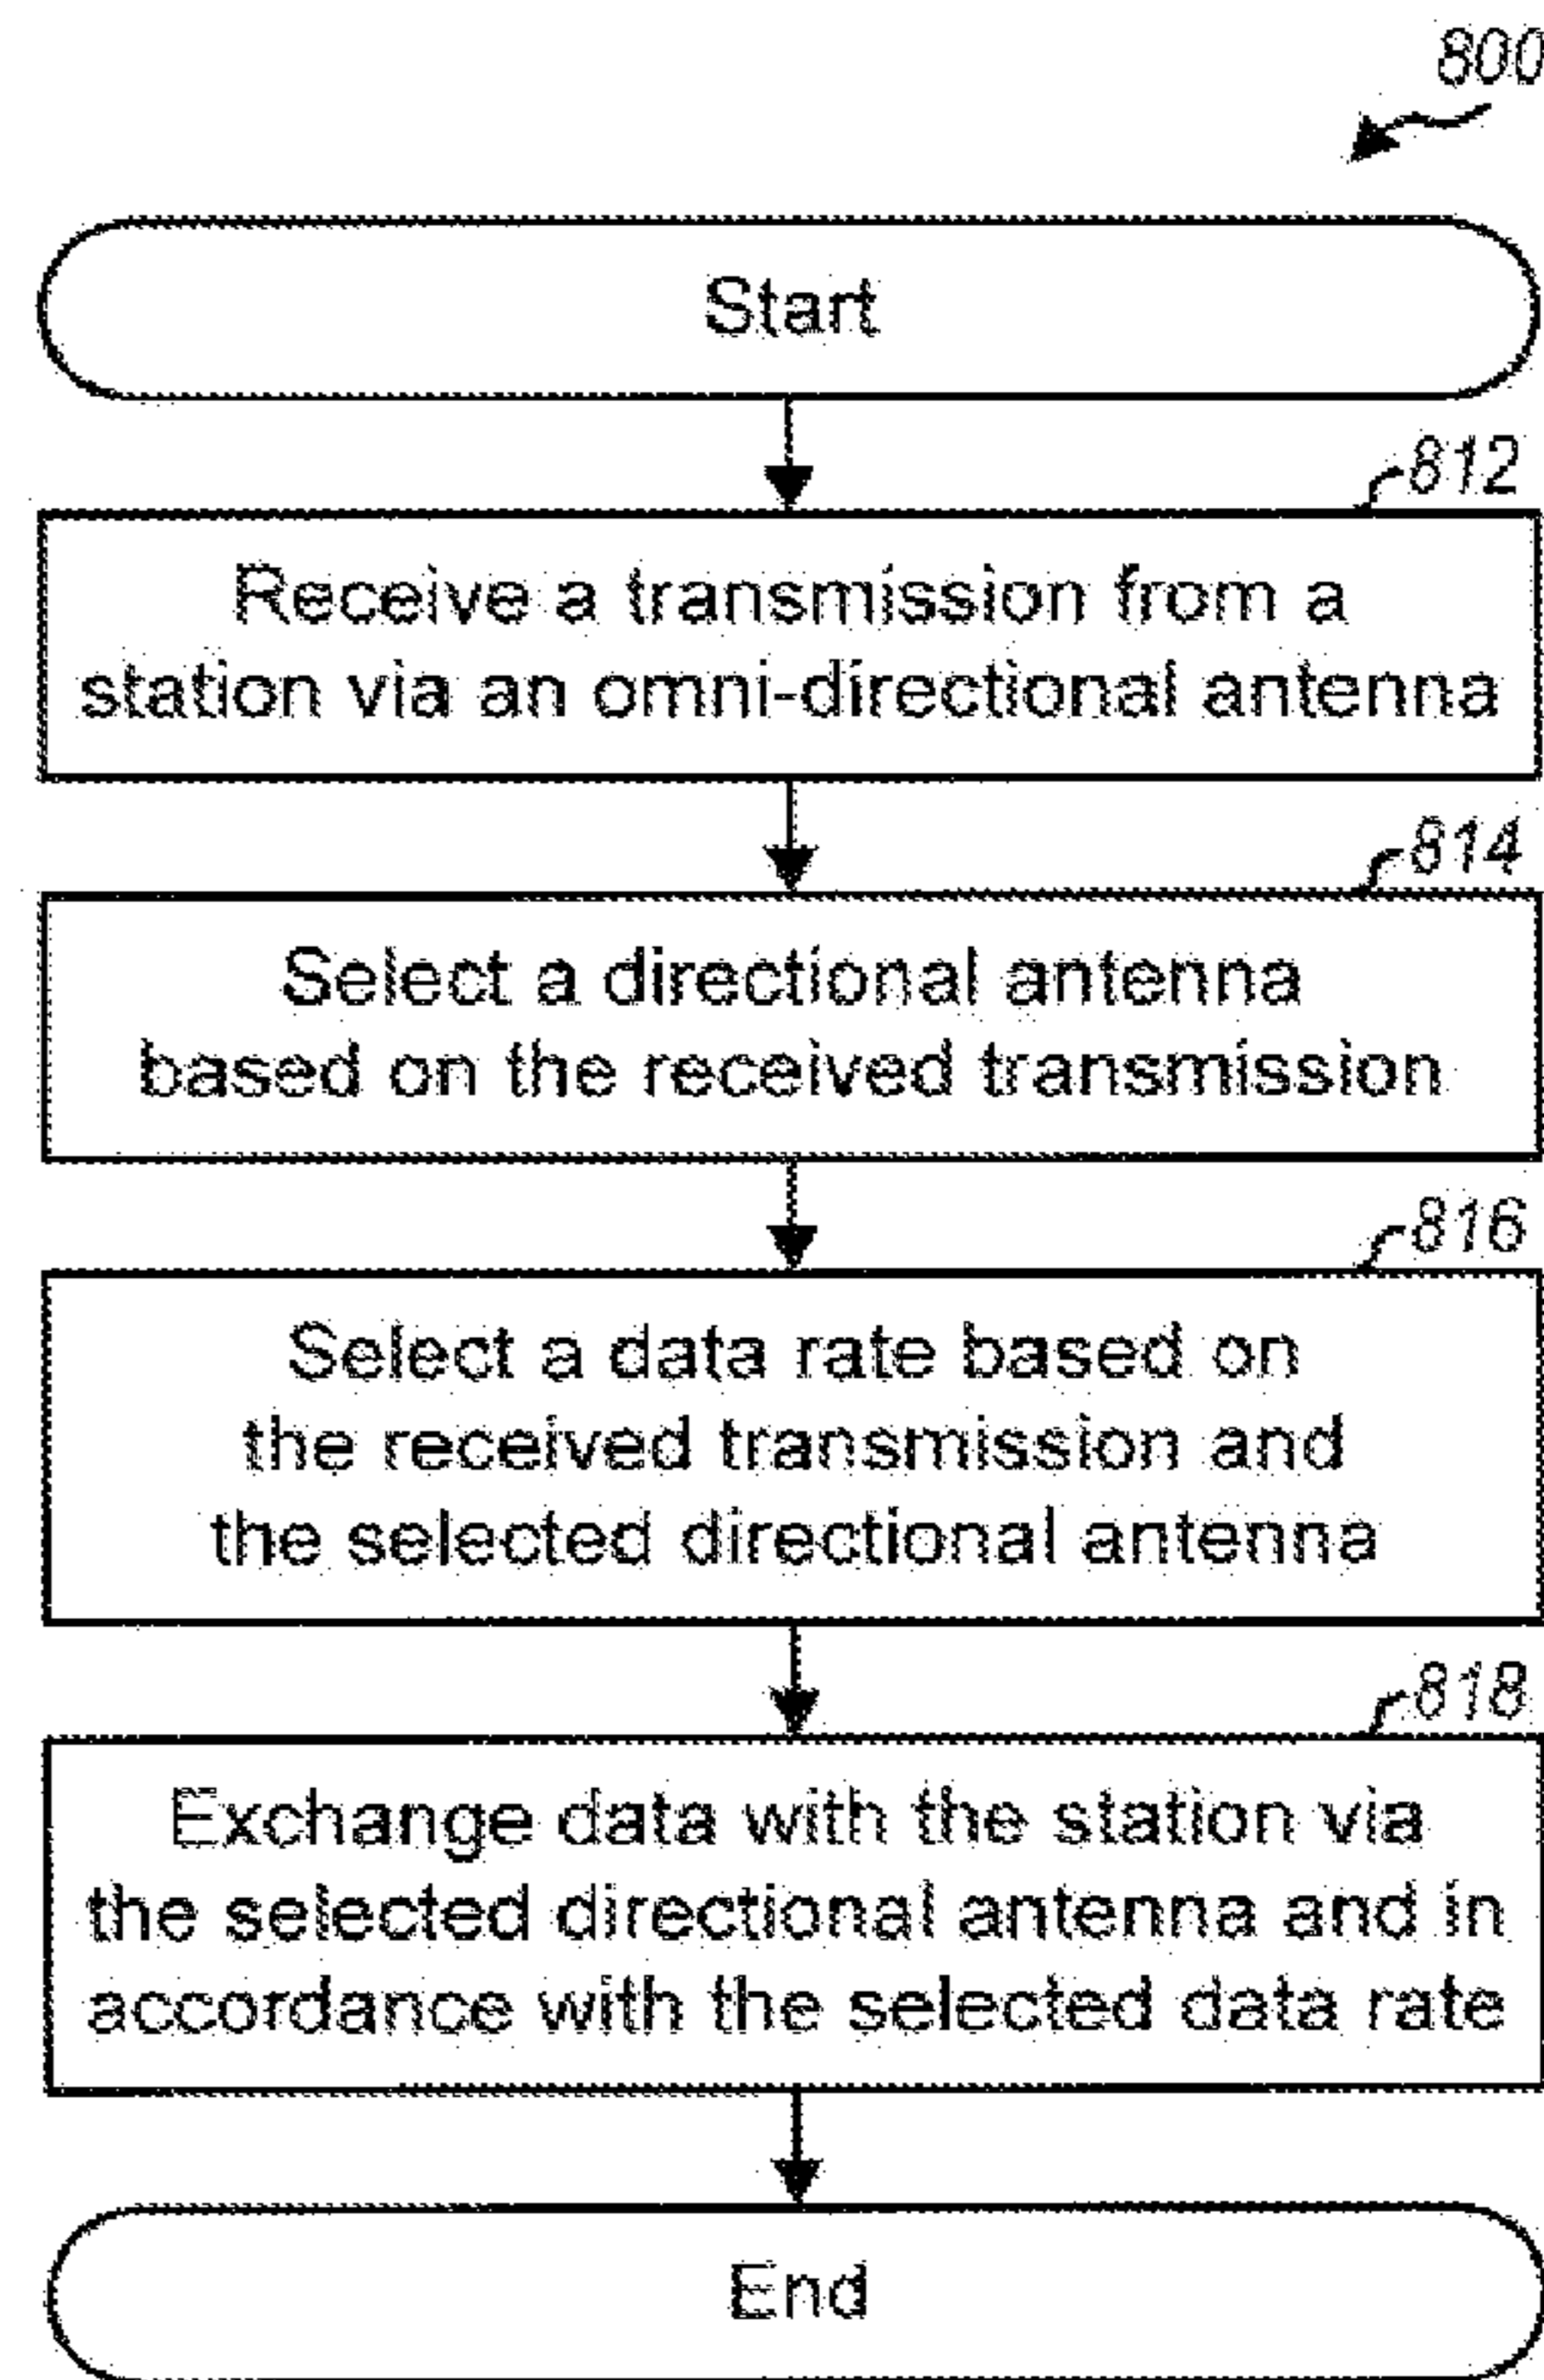 800
Start
812
Receive a transmission from a
station via an omni-directional antenna
814
Select a directional antenna
based on the received transmission
816
Select a data rate based on
the received transmission and
the selected directional antenna
818
Exchange data with the station via
the selected directional antenna and in
accordance with the selected data rate
End